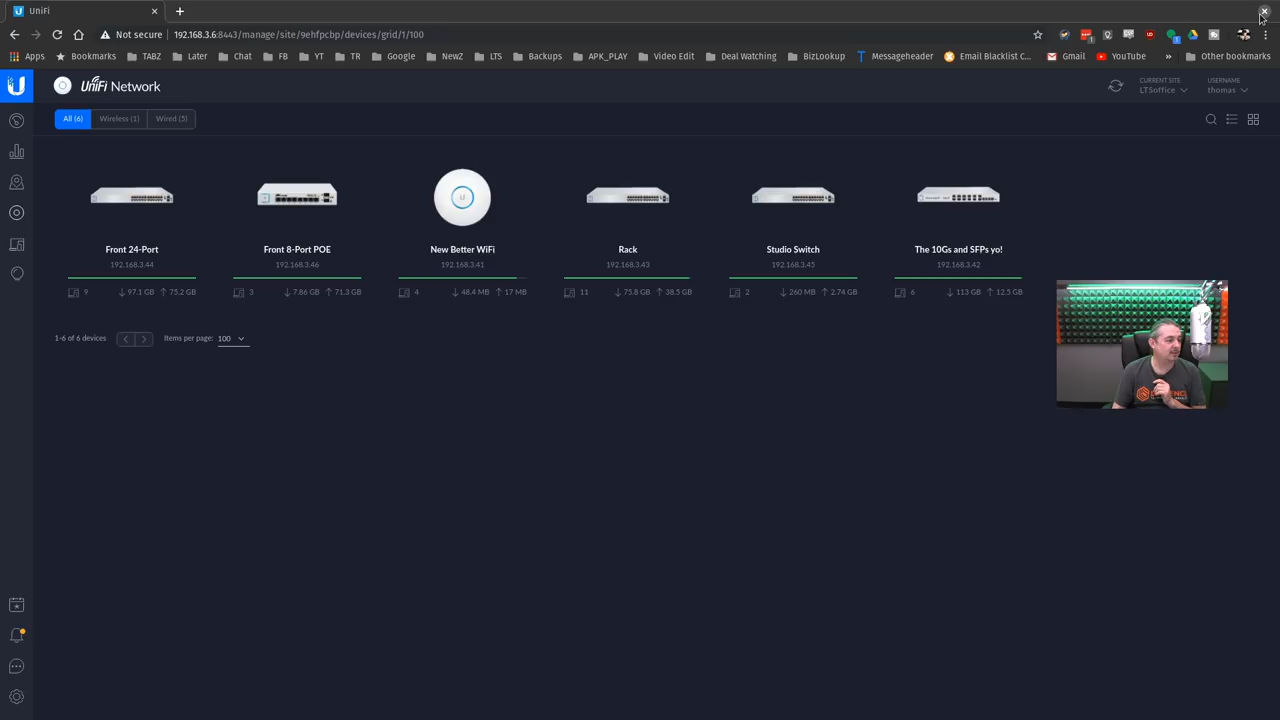 UniFi
Not secure 192.168.3.6:8443/manage/site/9ehfpcbp/devices/grid/1/100
Apps Bookmarks TABZ Later Chat FB YT TR Google NewZ LTS Backups APK_PLAY Video Edit Deal Watching BizLookup Messageheader Email Blacklist C... Gmail YouTube » Other bookmarks
UniFi Network
CURRENT SITE
LTSoffice
USERNAME
thomas
All (6) Wireless (1) Wired (5)
Front 24-Port
192.168.3.44
9 97.1 GB 75.2 GB
Front 8-Port POE
192.168.3.46
3 7.86 GB 71.3 GB
New Better WiFi
192.168.3.41
4 48.4 MB 17 MB
Rack
192.168.3.43
11 75.8 GB 38.5 GB
Studio Switch
192.168.3.45
2 260 MB 2.74 GB
The 10Gs and SFPs yo!
192.168.3.42
6 113 GB 12.5 GB
1-6 of 6 devices Items per page: 100